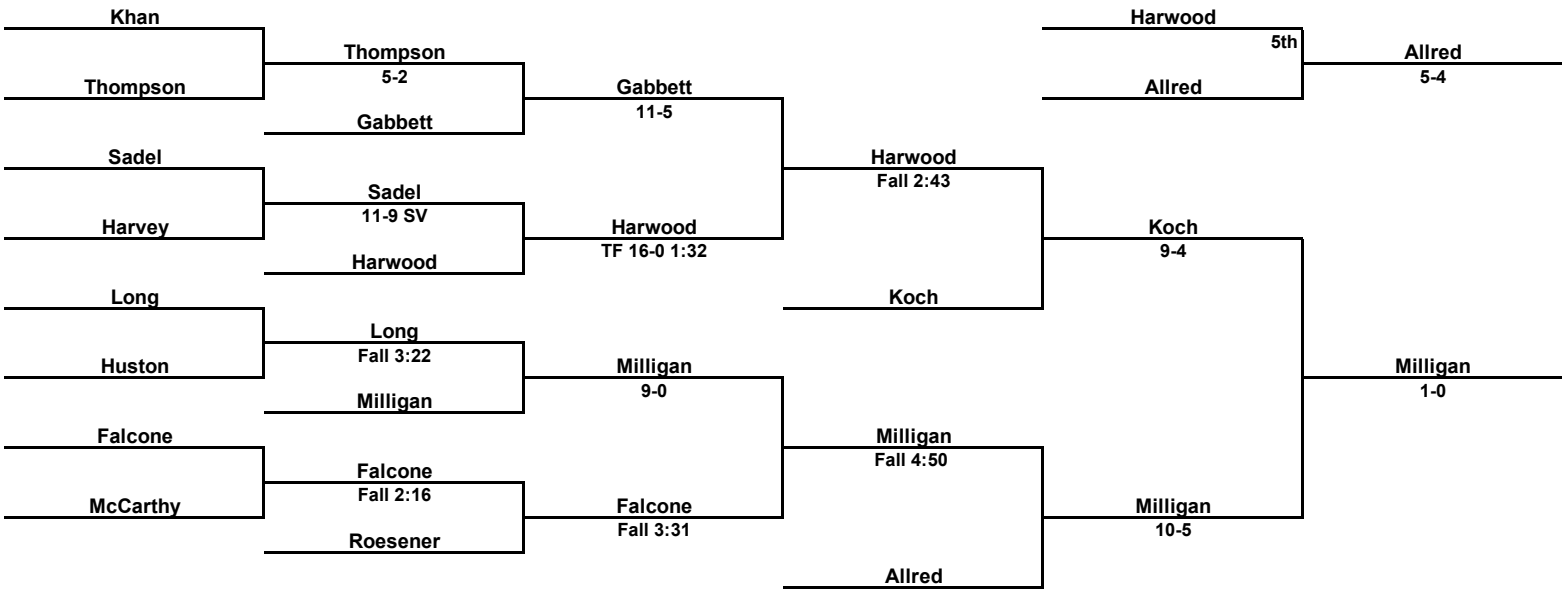 Khan
Harwood
5th
Thompson
Allred
5-2
5-4
Thompson
Gabbett
Allred
11-5
Gabbett
Sadel
Harwood
Fall 2:43
Sadel
11-9 SV
Harvey
Harwood
Koch
TF 16-0 1:32
9-4
Harwood
Long
Koch
Long
Fall 3:22
Huston
Milligan
Milligan
9-0
1-0
Milligan
Falcone
Milligan
Fall 4:50
Falcone
Fall 2:16
McCarthy
Falcone
Milligan
Fall 3:31
10-5
Roesener
Allred